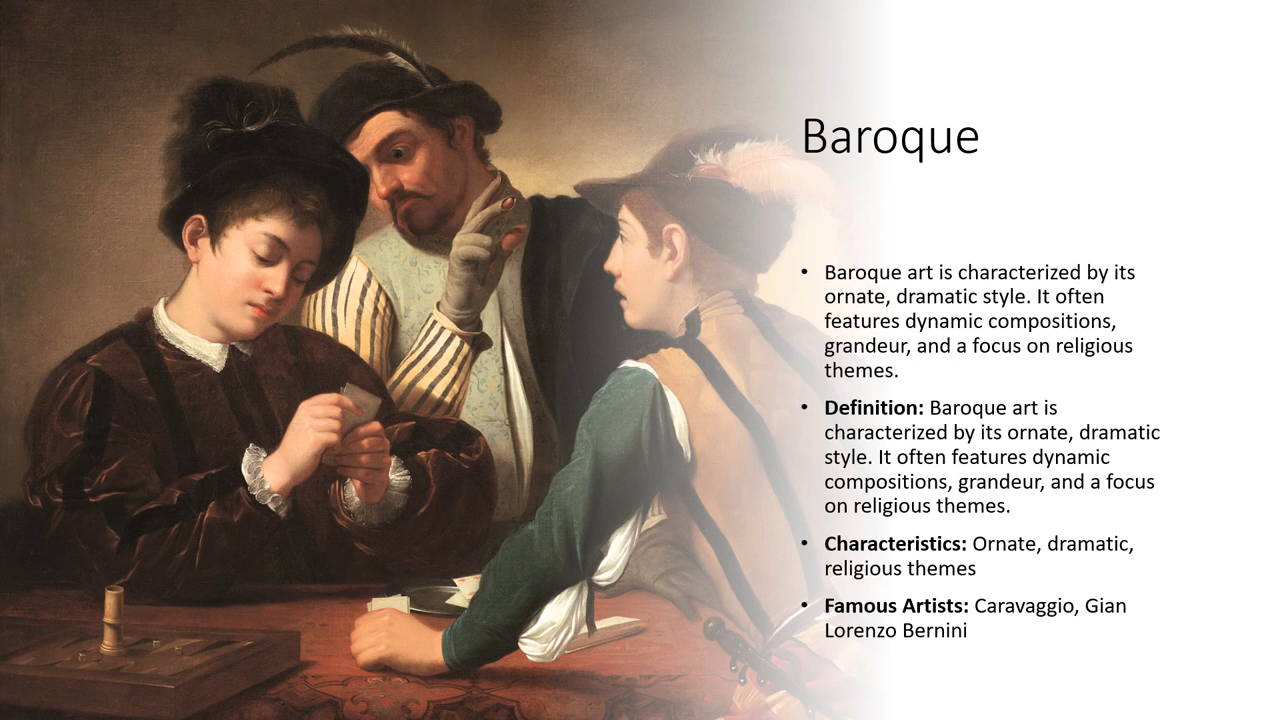 Baroque
• Baroque art is characterized by its
ornate, dramatic style. It often
features dynamic compositions,
grandeur, and a focus on religious
themes.
• Definition: Baroque art is
characterized by its ornate, dramatic
style. It often features dynamic
compositions, grandeur, and a focus
on religious themes.
• Characteristics: Ornate, dramatic,
religious themes
• Famous Artists: Caravaggio, Gian
Lorenzo Bernini